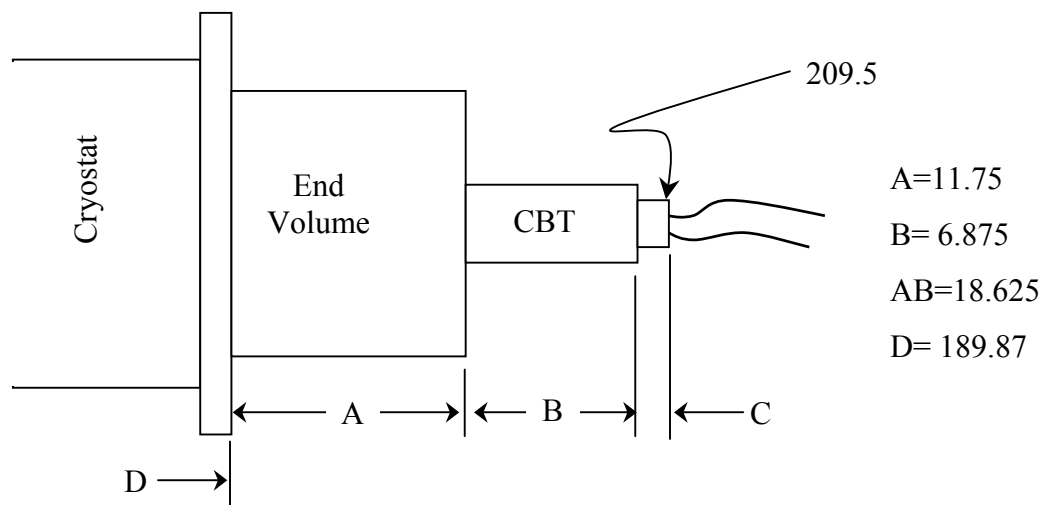 209.5
Cryostat
End
Volume
CBT
A=11.75
B= 6.875
AB=18.625
D= 189.87
A
B
C
D